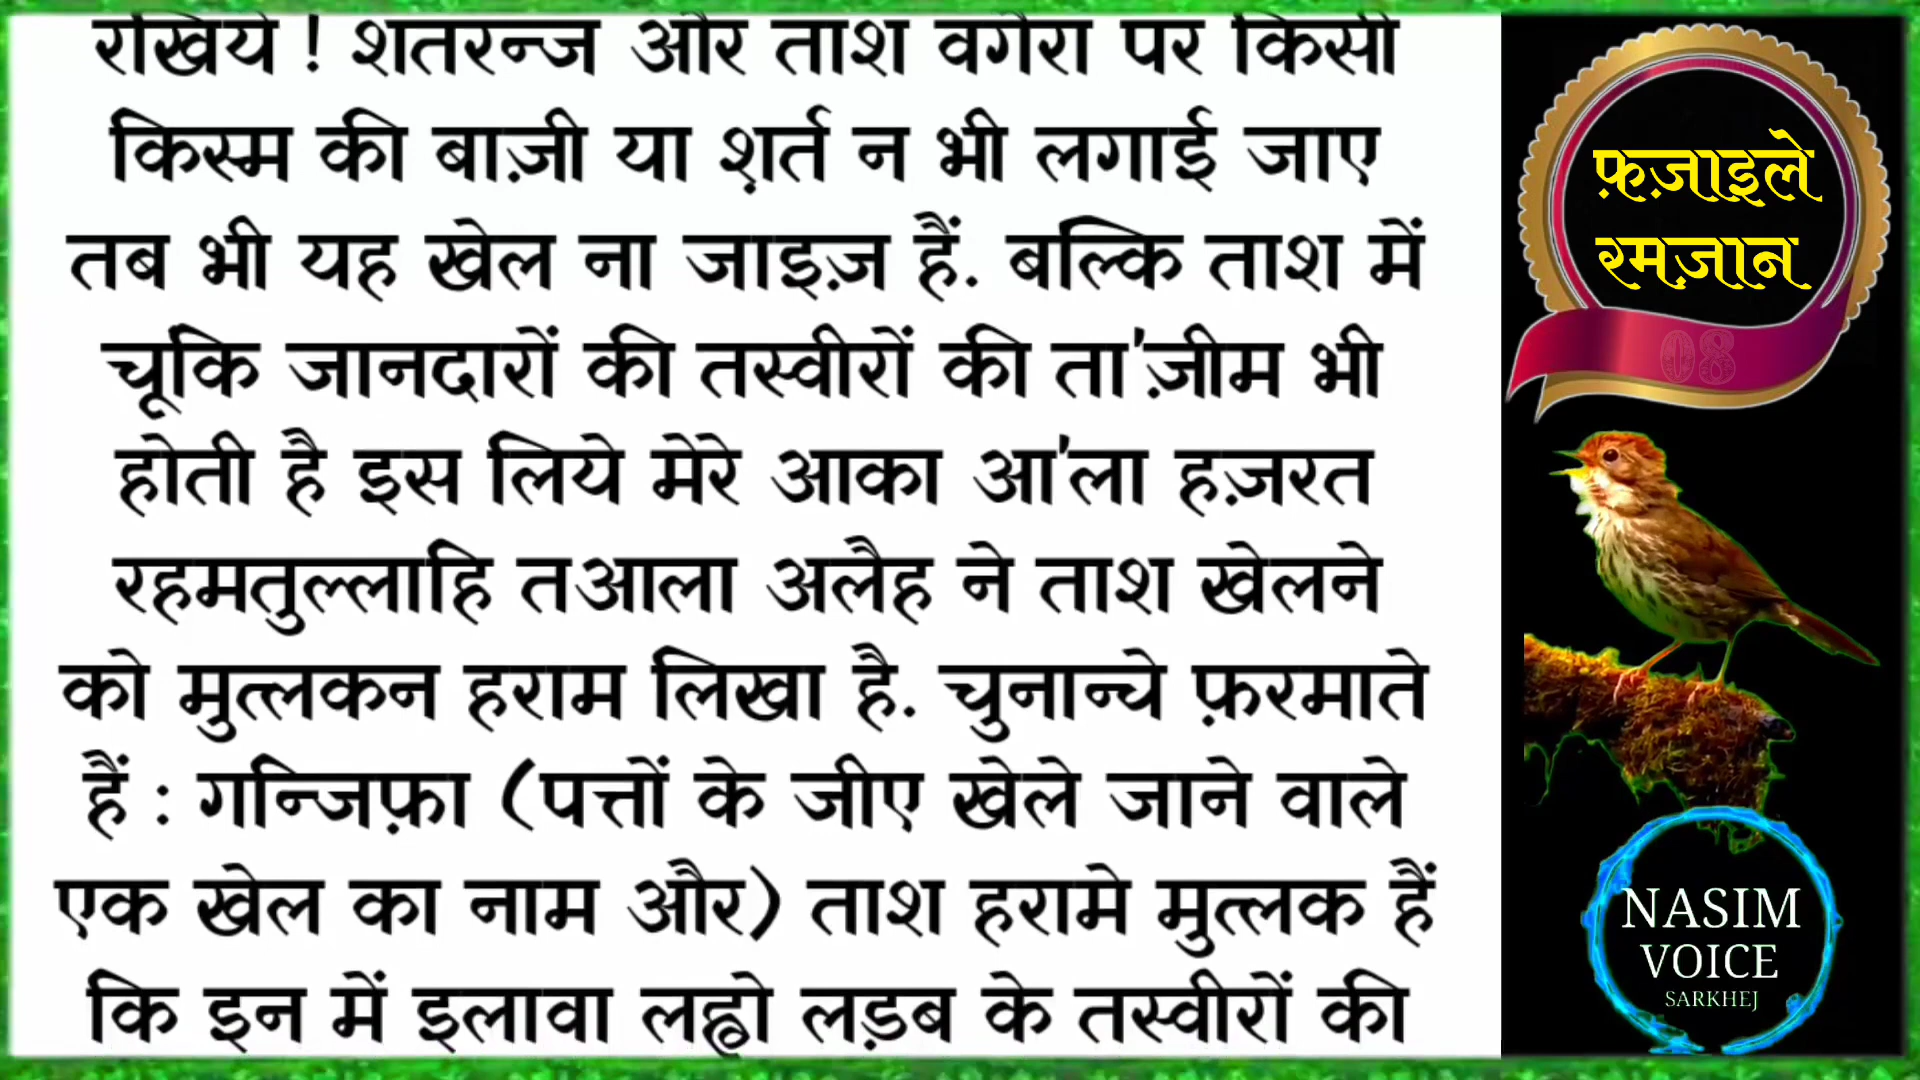 रखिये ! शतरन्ज और ताश वगैरा पर किसी
किस्म की बाज़ी या शर्त न भी लगाई जाए
तब भी यह खेल ना जाइज़ हैं. बल्कि ताश में
चूंकि जानदारों की तस्वीरों की ता'ज़ीम भी
होती है इस लिये मेरे आका आ'ला हज़रत
रहमतुल्लाहि तआला अलैह ने ताश खेलने
को मुत्लकन हराम लिखा है. चुनान्चे फ़रमाते
हैं : गन्जिफ़ा (पत्तों के जीए खेले जाने वाले
एक खेल का नाम और) ताश हरामे मुत्लक हैं
कि इन में इलावा लह्वो लड़ब के तस्वीरों की
फ़ज़ाइले
रमज़ान
08
NASIM
VOICE
SARKHEJ